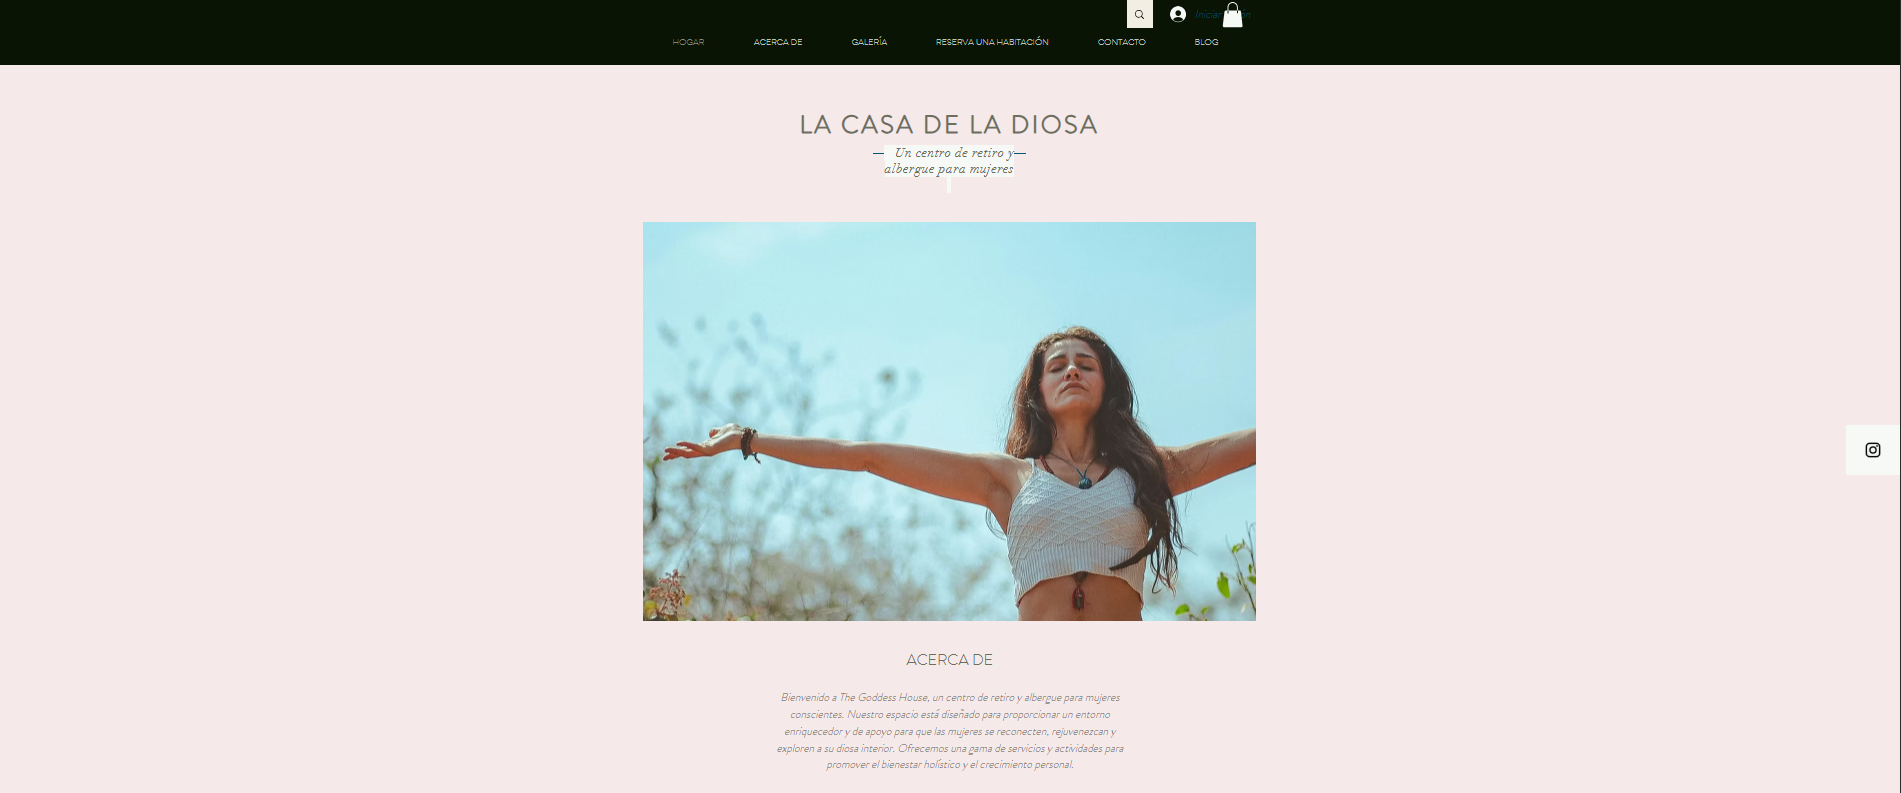 Iniciar
HOGAR
ACERCA DE
GALERÍA
RESERVA UNA HABITACIÓN
CONTACTO
BLOG
LA CASA DE LA DIOSA
Un centro de retiro y
albergue para mujeres
ACERCA DE
Bienvenido a The Goddess House, un centro de retiro y albergue para mujeres
conscientes. Nuestro espacio está diseñado para proporcionar un entorno
enriquecedor y de apoyo para que las mujeres se reconecten, rejuvenezcan y
exploren a su diosa interior. Ofrecemos una gama de servicios y actividades para
promover el bienestar holístico y el crecimiento personal.